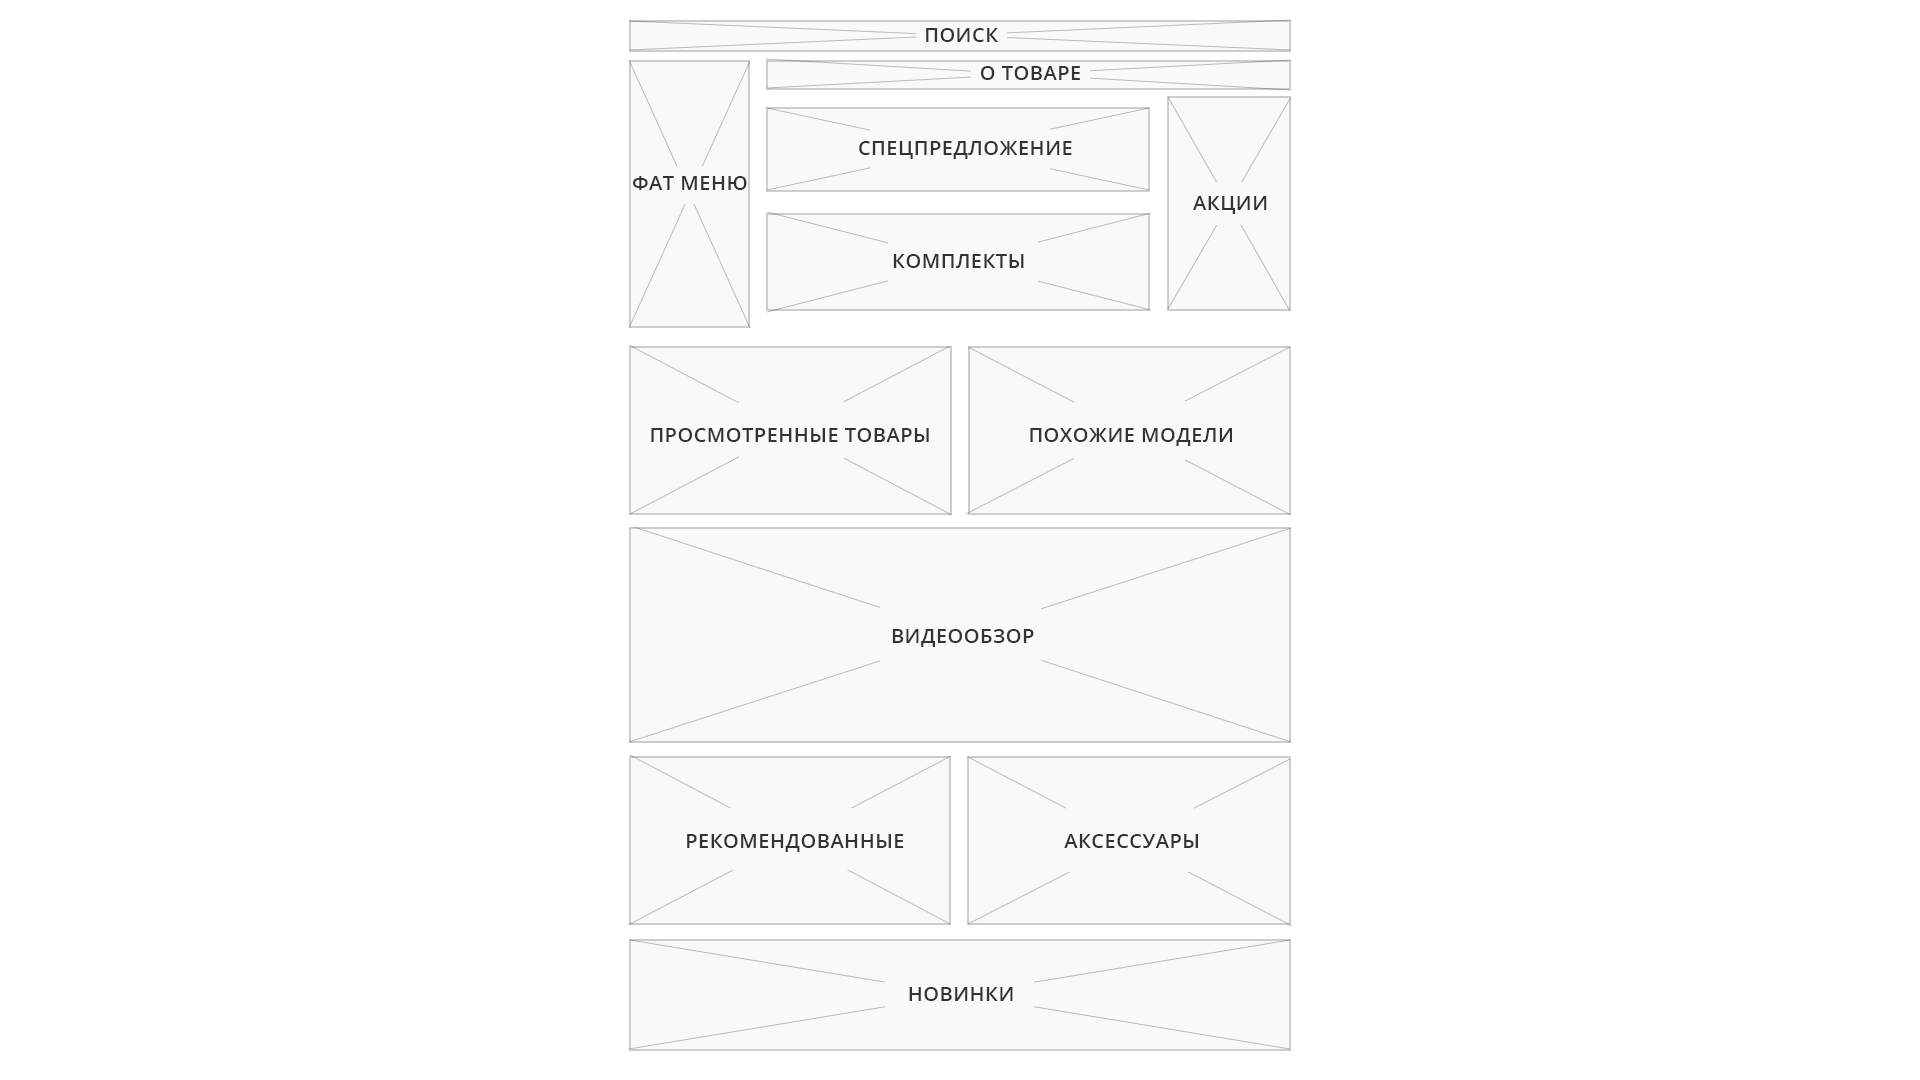 ПОИСК
О ТОВАРЕ
ФАТ МЕНЮ
СПЕЦПРЕДЛОЖЕНИЕ
АКЦИИ
КОМПЛЕКТЫ
ПРОСМОТРЕННЫЕ ТОВАРЫ
ПОХОЖИЕ МОДЕЛИ
ВИДЕООБЗОР
РЕКОМЕНДОВАННЫЕ
АКСЕССУАРЫ
НОВИНКИ